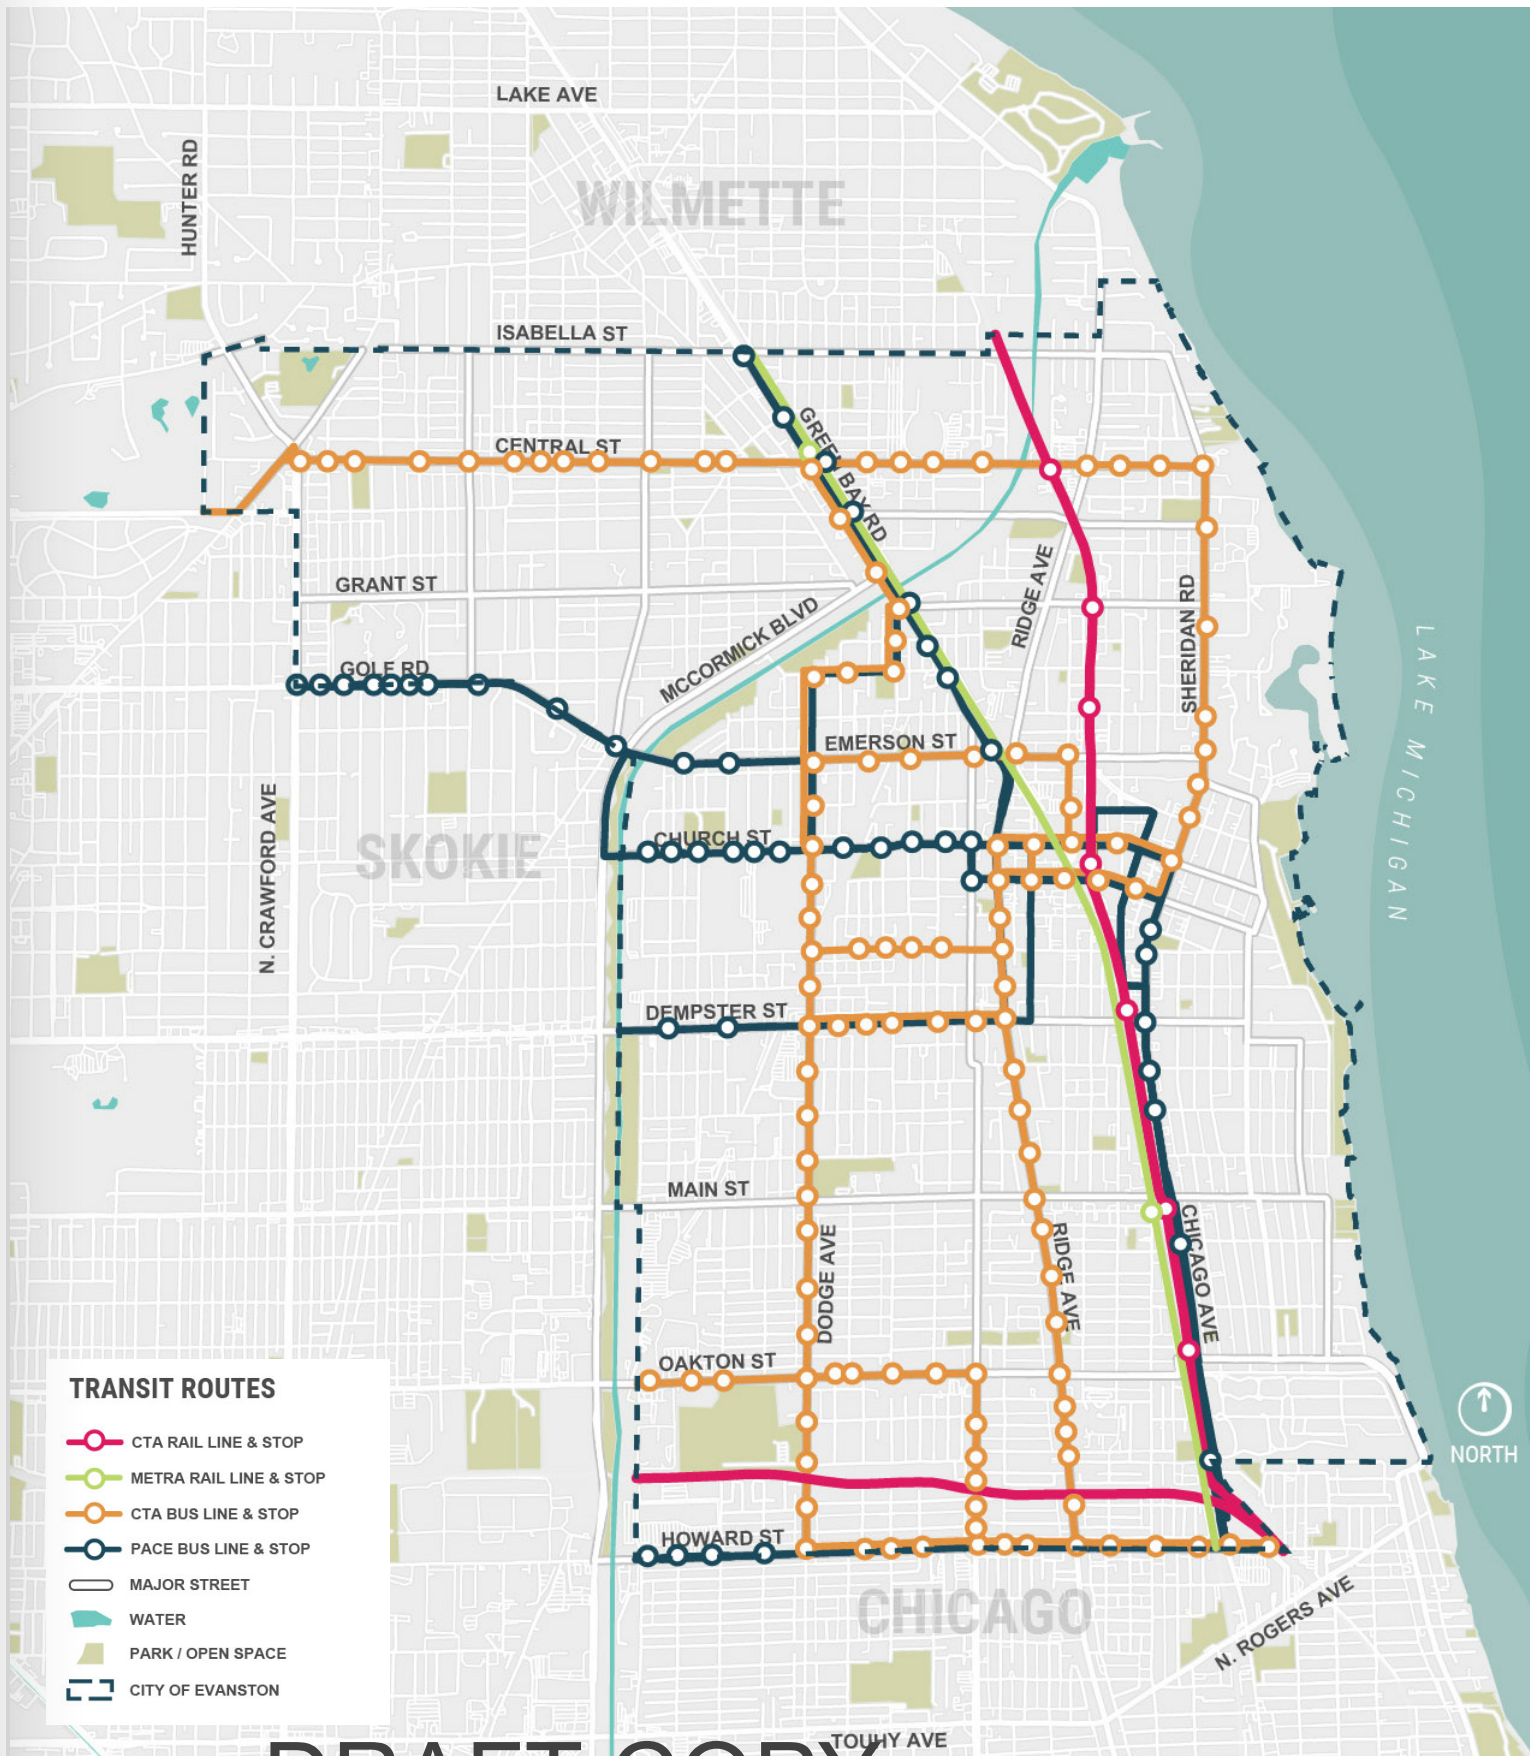 LAKE AVE
HUNTER RD
WILMETTE
ISABELLA ST
CENTRAL ST
GREEN BAY RD
GRANT ST
RIDGE AVE
SHERIDAN RD
MCCORMICK BLVD
LAKE MICHIGAN
GOLF RD
EMERSON ST
N. CRAWFORD AVE
CHURCH ST
SKOKIE
DEMPSTER ST
MAIN ST
DODGE AVE
RIDGE AVE
CHICAGO AVE
OAKTON ST
HOWARD ST
CHICAGO
N. ROGERS AVE
TOUHY AVE
NORTH
TRANSIT ROUTES
CTA RAIL LINE & STOP
METRA RAIL LINE & STOP
CTA BUS LINE & STOP
PACE BUS LINE & STOP
MAJOR STREET
WATER
PARK / OPEN SPACE
CITY OF EVANSTON
DRAFT COPY